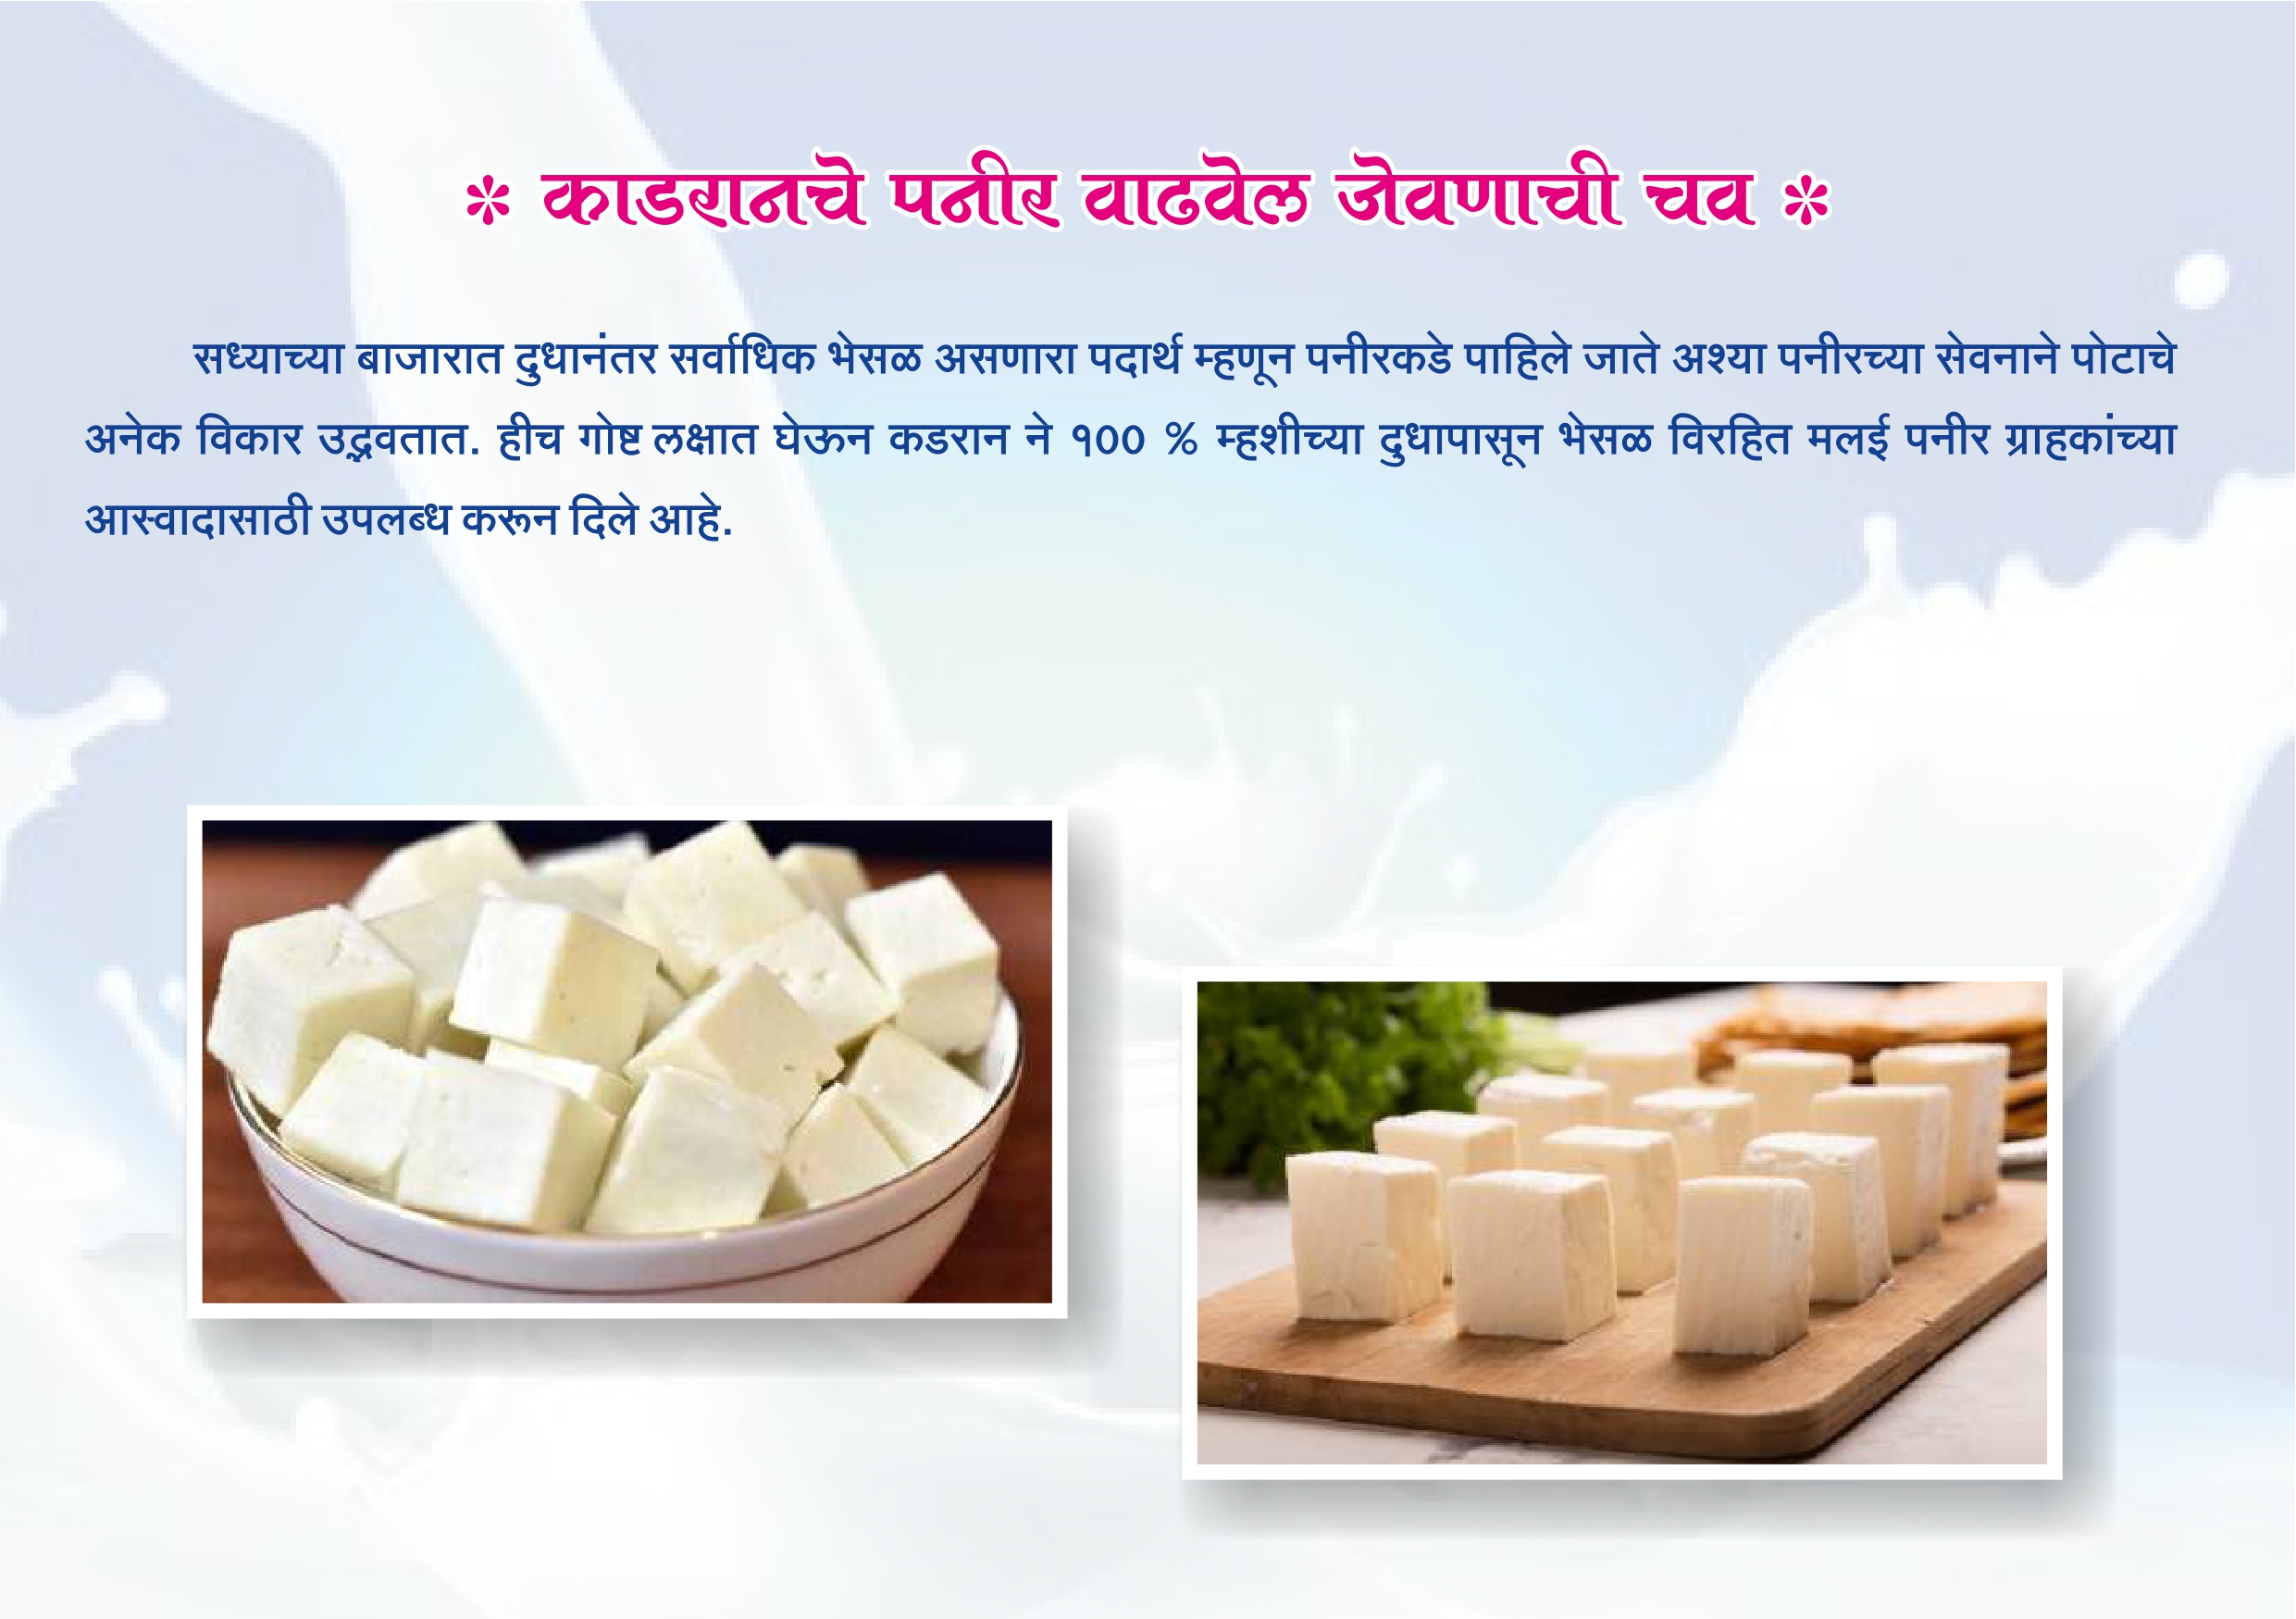 * काडरानचे पनीर वाढवेल जेवणाची चव *
सध्याच्या बाजारात दुधानंतर सर्वाधिक भेसळ असणारा पदार्थ म्हणून पनीरकडे पाहिले जाते अश्या पनीरच्या सेवनाने पोटाचे
अनेक विकार उद्भवतात. हीच गोष्ट लक्षात घेऊन कडरान ने १०० % म्हशीच्या दुधापासून भेसळ विरहित मलई पनीर ग्राहकांच्या
आस्वादासाठी उपलब्ध करून दिले आहे.